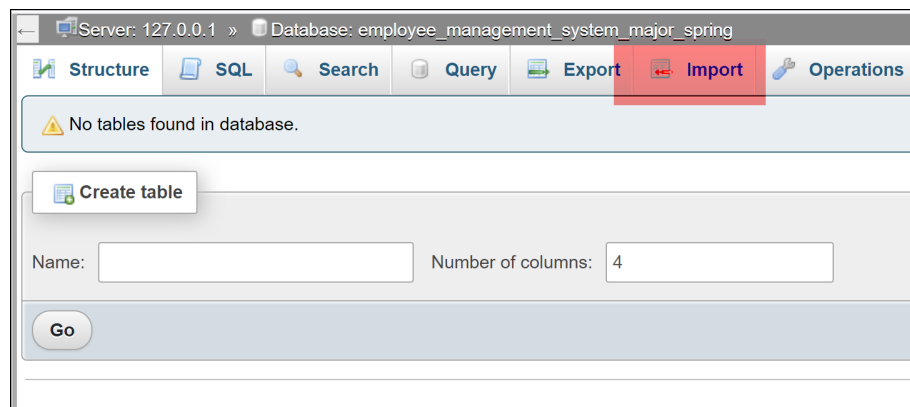 Server: 127.0.0.1 » Database: employee_management_system_major_spring
Structure SQL Search Query Export Import Operations
No tables found in database.
Create table
Name: Number of columns: 4
Go